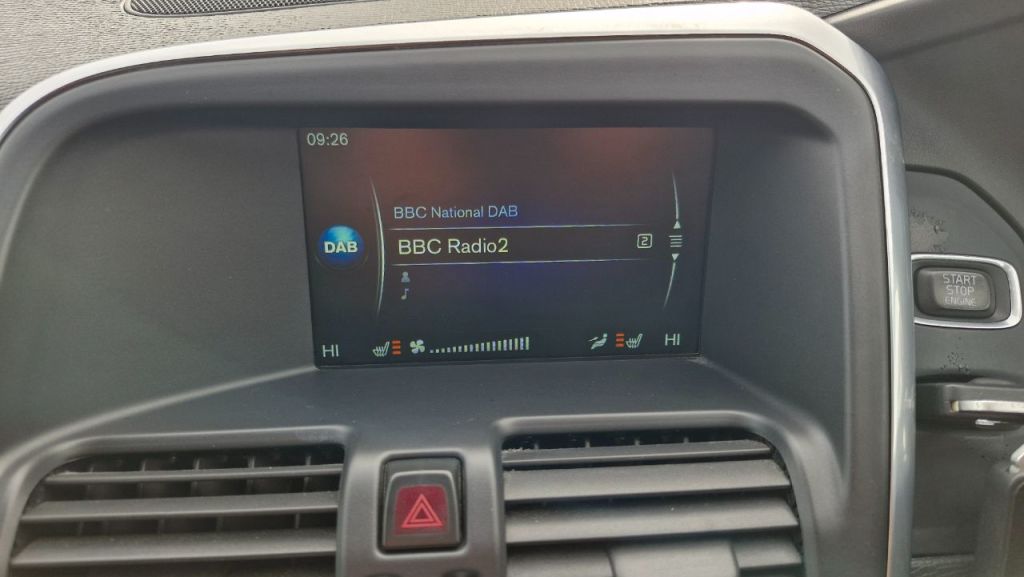 09:26
BBC National DAB
DAB
BBC Radio2
2
HI
HI
START
STOP
ENGINE